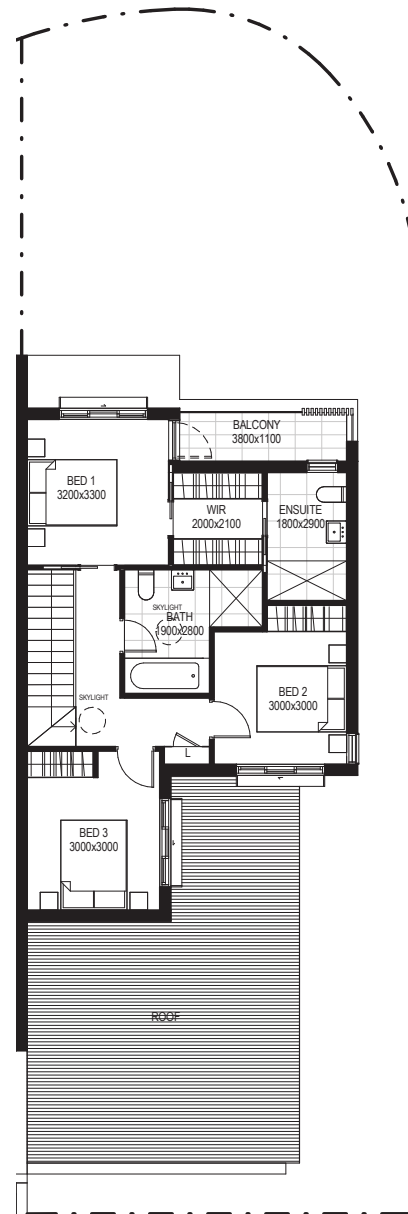 BALCONY
3800x1100
BED 1
3200x3300
WIR
2000x2100
ENSUITE
1800x2900
SKYLIGHT
BATH
1900x2800
SKYLIGHT
BED 2
3000x3000
L
BED 3
3000x3000
ROOF